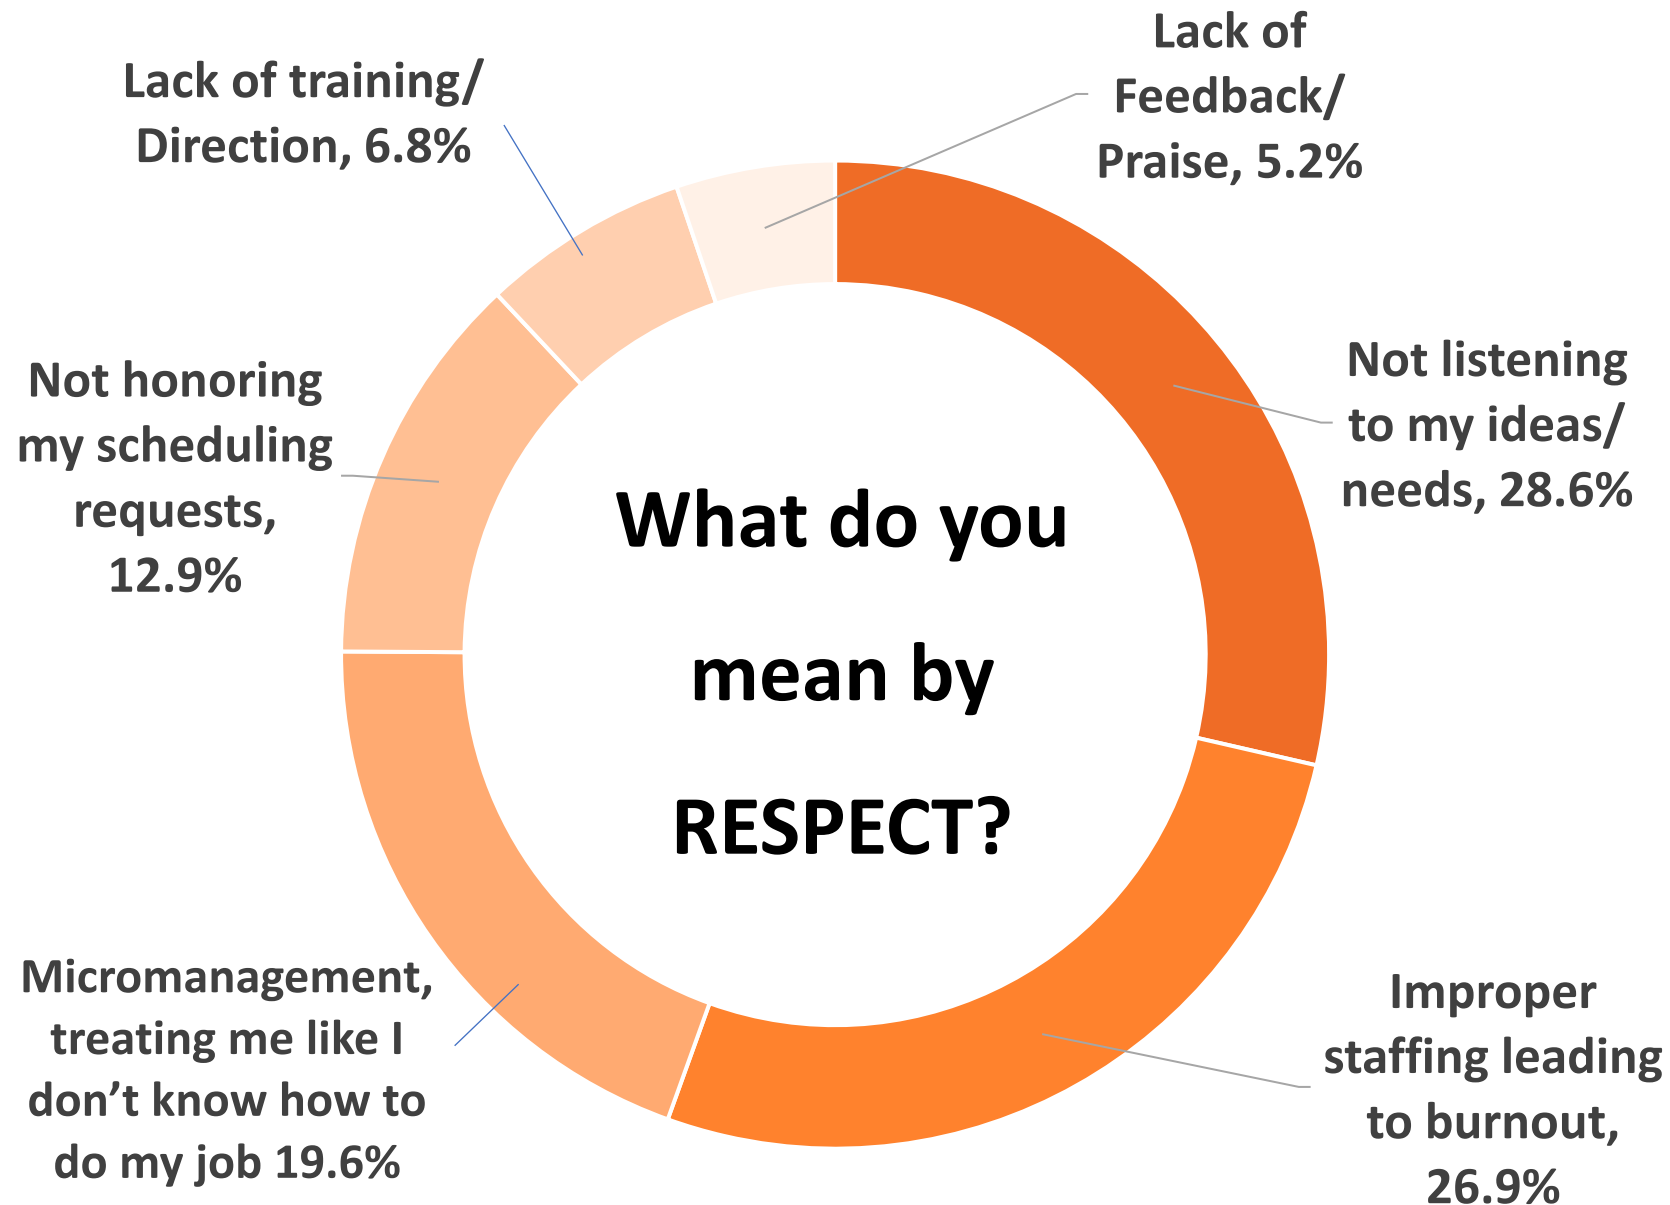 Lack of
Feedback/
Praise, 5.2%
Lack of training/
Direction, 6.8%
Not listening
to my ideas/
needs, 28.6%
Not honoring
my scheduling
requests,
12.9%
What do you
mean by
RESPECT?
Micromanagement,
treating me like I
don’t know how to
do my job 19.6%
Improper
staffing leading
to burnout,
26.9%